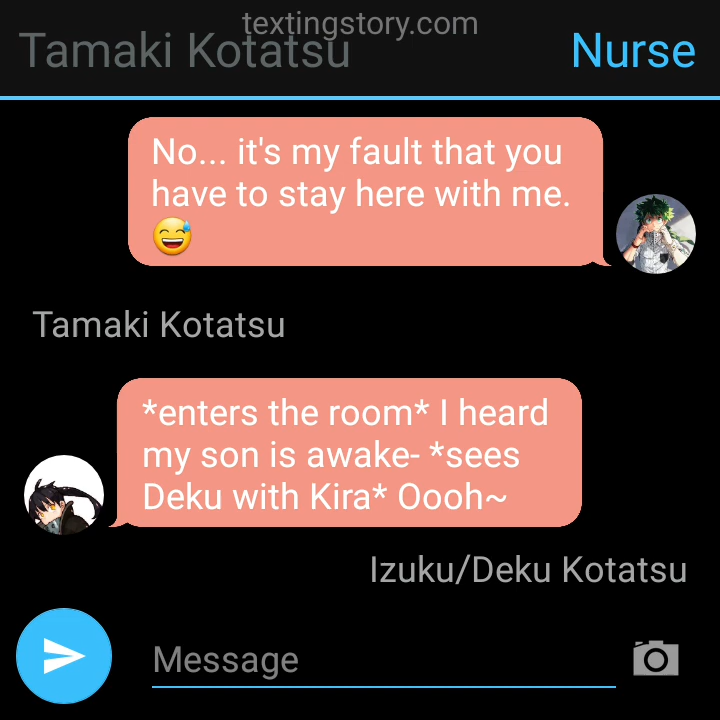 textingstory.com
Tamaki Kotatsu
Nurse
No... it's my fault that you
have to stay here with me.
😅
Tamaki Kotatsu
*enters the room* I heard
my son is awake- *sees
Deku with Kira* Oooh~
Izuku/Deku Kotatsu
Message